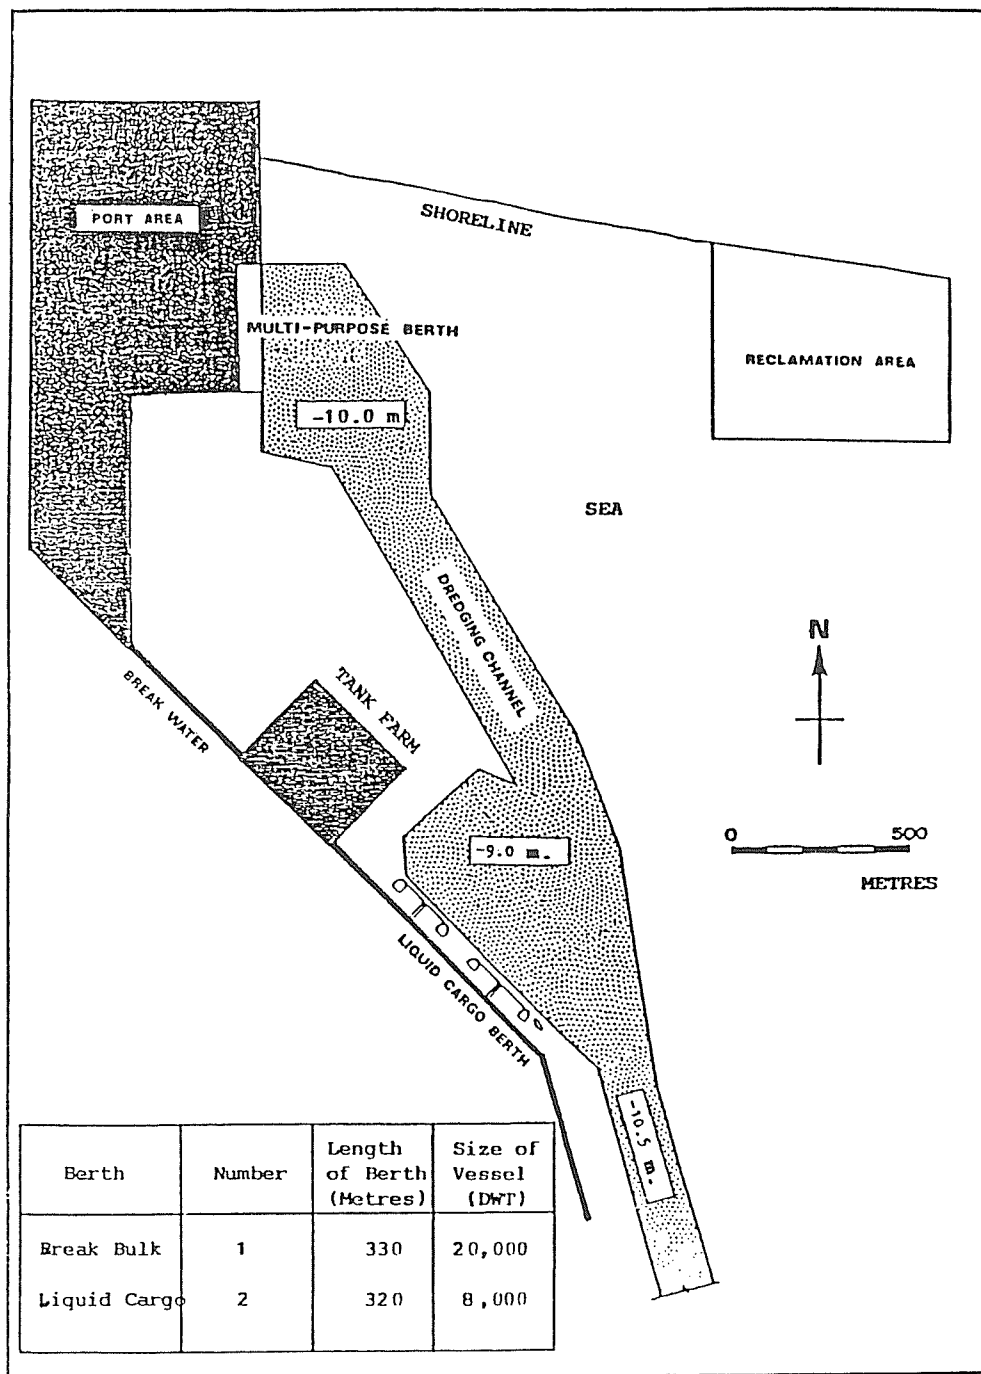 PORT AREA
SHORELINE
MULTI-PURPOSE BERTH
RECLAMATION AREA
-10.0 m
SEA
DREDGING CHANNEL
N
TANK FARM
BREAK WATER
0 500
METRES
-9.0 m.
LIQUID CARGO BERTH
-10.5 m.
Berth Number Length of Berth (Metres) Size of Vessel (DWT)
Break Bulk 1 330 20,000
Liquid Cargo 2 320 8,000